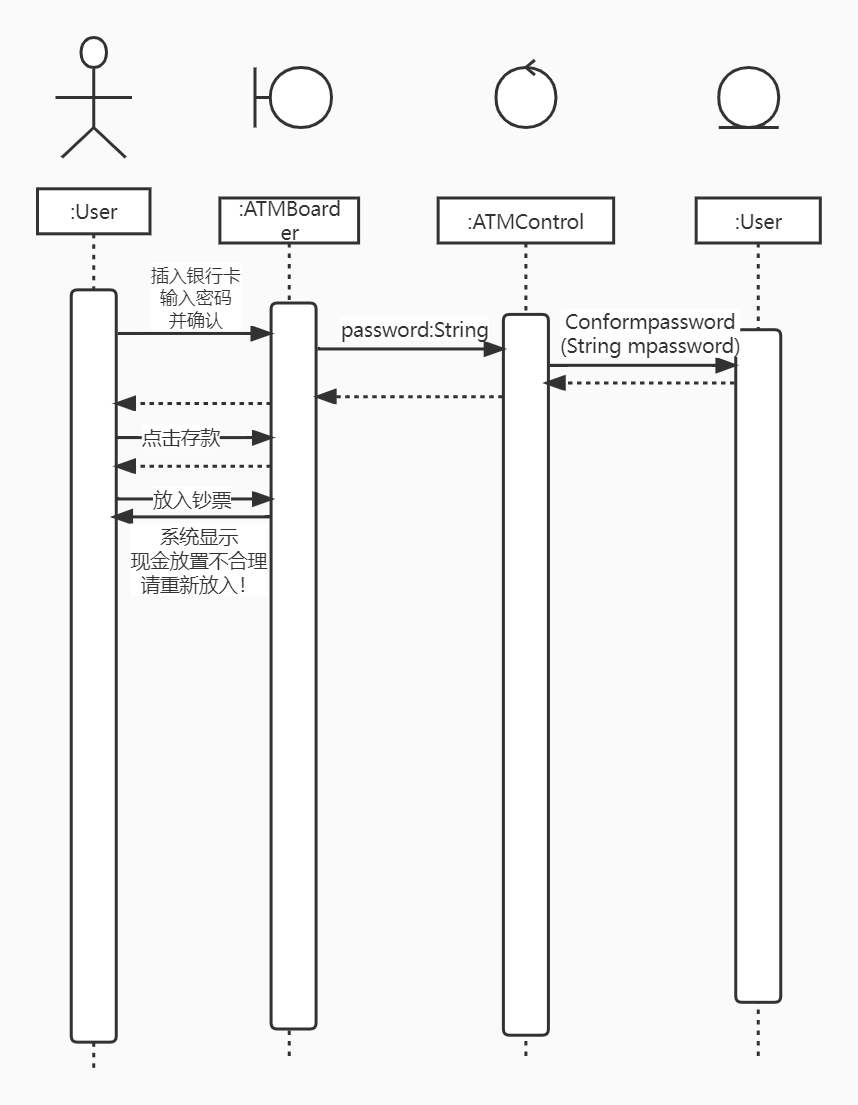 :User
:ATMBoard
er
:ATMControl
:User
插入银行卡
输入密码
并确认
password:String
Conformpassword
(String mpassword)
点击存款
放入钞票
系统显示
现金放置不合理
请重新放入!